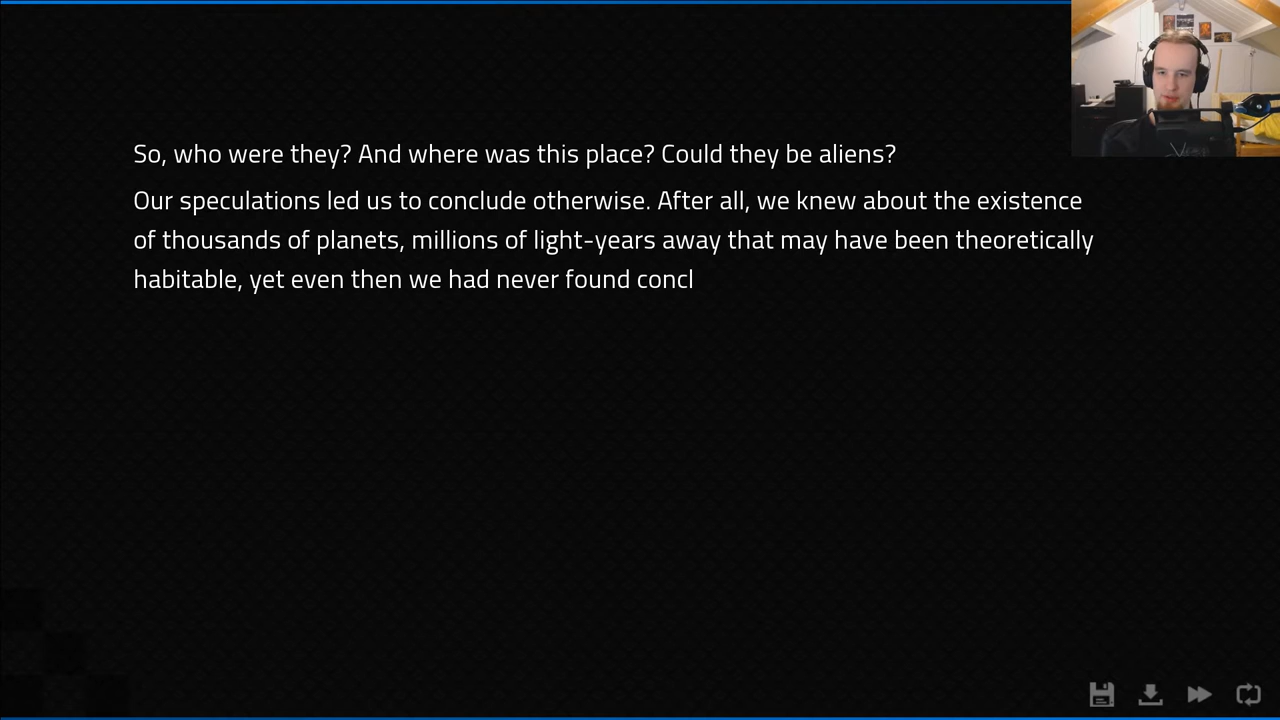 So, who were they? And where was this place? Could they be aliens?
Our speculations led us to conclude otherwise. After all, we knew about the existence
of thousands of planets, millions of light-years away that may have been theoretically
habitable, yet even then we had never found concl